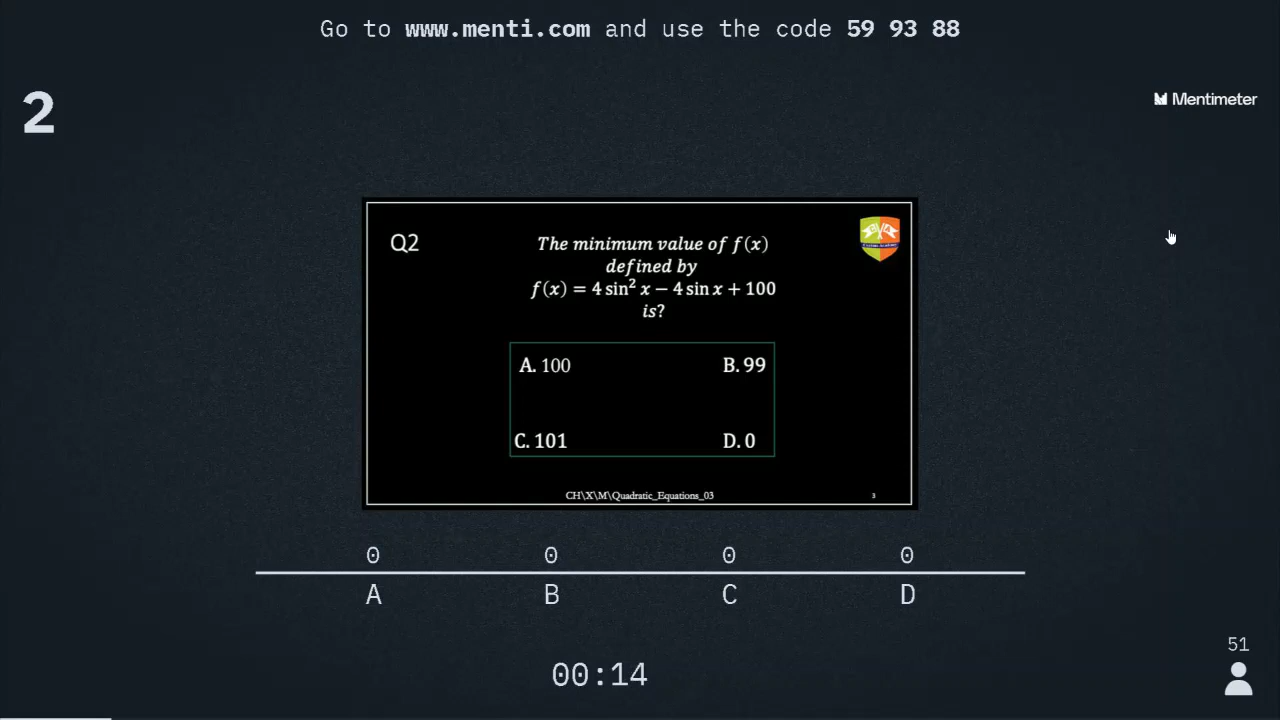 Go to www.menti.com and use the code 59 93 88
2
Mentimeter
Q2
The minimum value of f(x)
defined by
f(x) = 4 sin² x − 4 sin x + 100
is?
A. 100 B. 99
C. 101 D. 0
CH\X\M\Quadratic_Equations_03 3
0 0 0 0
A B C D
00:14
51